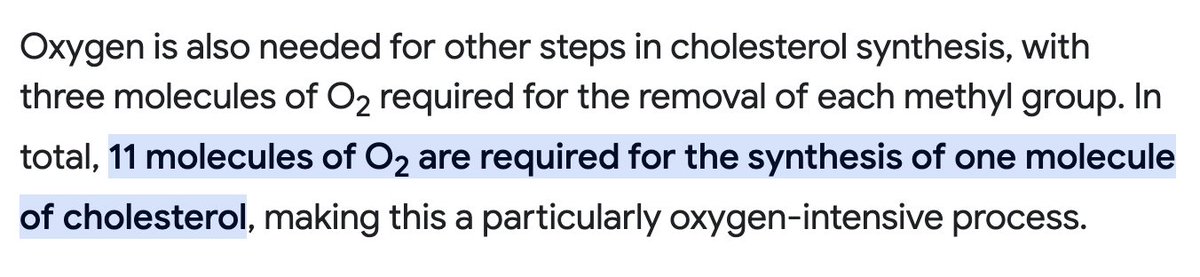 Oxygen is also needed for other steps in cholesterol synthesis, with
three molecules of O₂ required for the removal of each methyl group. In
total, 11 molecules of O₂ are required for the synthesis of one molecule
of cholesterol, making this a particularly oxygen-intensive process.